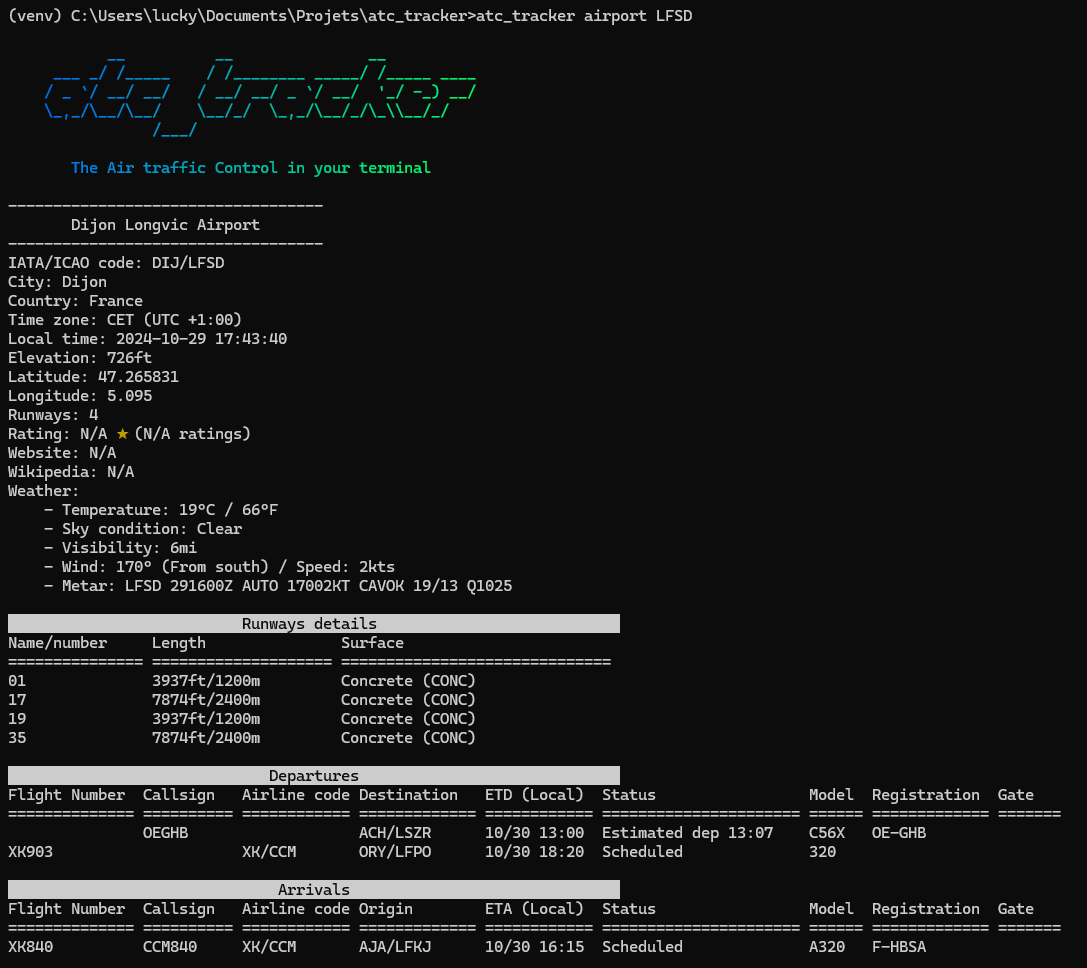 (venv) C:\Users\lucky\Documents\Projets\atc_tracker>atc_tracker airport LFSD
atc_tracker
The Air traffic Control in your terminal
-----------------------------------
Dijon Longvic Airport
-----------------------------------
IATA/ICAO code: DIJ/LFSD
City: Dijon
Country: France
Time zone: CET (UTC +1:00)
Local time: 2024-10-29 17:43:40
Elevation: 726ft
Latitude: 47.265831
Longitude: 5.095
Runways: 4
Rating: N/A ★ (N/A ratings)
Website: N/A
Wikipedia: N/A
Weather:
    - Temperature: 19°C / 66°F
    - Sky condition: Clear
    - Visibility: 6mi
    - Wind: 170° (From south) / Speed: 2kts
    - Metar: LFSD 291600Z AUTO 17002KT CAVOK 19/13 Q1025
Runways details
Name/number     Length               Surface
=============== ==================== ==============================
01              3937ft/1200m         Concrete (CONC)
17              7874ft/2400m         Concrete (CONC)
19              3937ft/1200m         Concrete (CONC)
35              7874ft/2400m         Concrete (CONC)
Departures
Flight Number  Callsign   Airline code Destination   ETD (Local)  Status                 Model  Registration  Gate
============== ========== ============ ============= ============ ====================== ====== ============= =======
               OEGHB                   ACH/LSZR      10/30 13:00  Estimated dep 13:07    C56X   OE-GHB
XK903                     XK/CCM       ORY/LFPO      10/30 18:20  Scheduled              320
Arrivals
Flight Number  Callsign   Airline code Origin        ETA (Local)  Status                 Model  Registration  Gate
============== ========== ============ ============= ============ ====================== ====== ============= =======
XK840          CCM840     XK/CCM       AJA/LFKJ      10/30 16:15  Scheduled              A320   F-HBSA